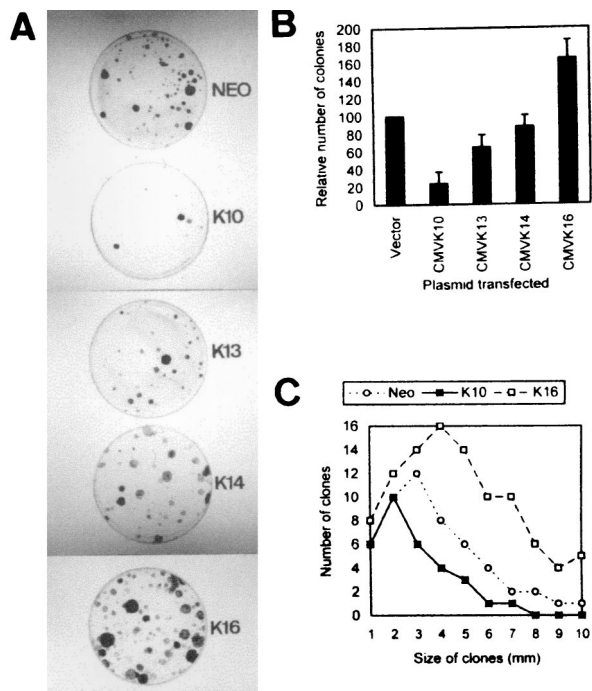 A
NEO
K10
K13
K14
K16
B
Relative number of colonies
200
180
160
140
120
100
80
60
40
20
0
Vector
CMVK10
CMVK13
CMVK14
CMVK16
Plasmid transfected
C
Neo K10 K16
Number of clones
16
14
12
10
8
6
4
2
0
1 2 3 4 5 6 7 8 9 10
Size of clones (mm)